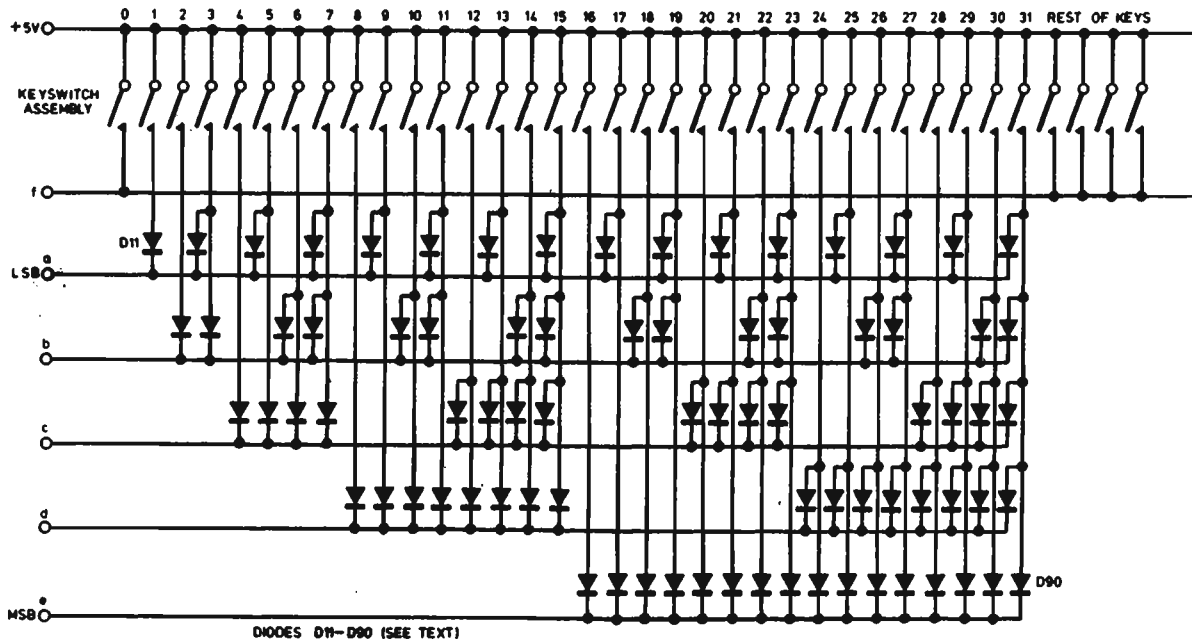 0 1 2 3 4 5 6 7 8 9 10 11 12 13 14 15 16 17 18 19 20 21 22 23 24 25 26 27 28 29 30 31 REST OF KEYS
+5V
KEYSWITCH
ASSEMBLY
f
D11
a
LSB
b
c
d
D90
e
MSB
DIODES D11-D90 (SEE TEXT)